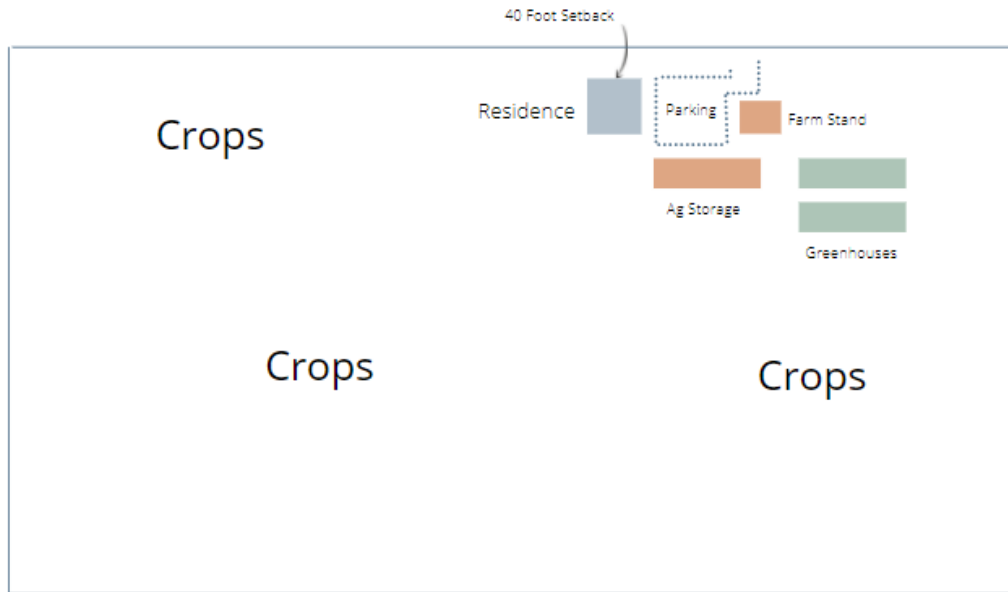 40 Foot Setback
Residence
Parking
Farm Stand
Crops
Ag Storage
Greenhouses
Crops
Crops